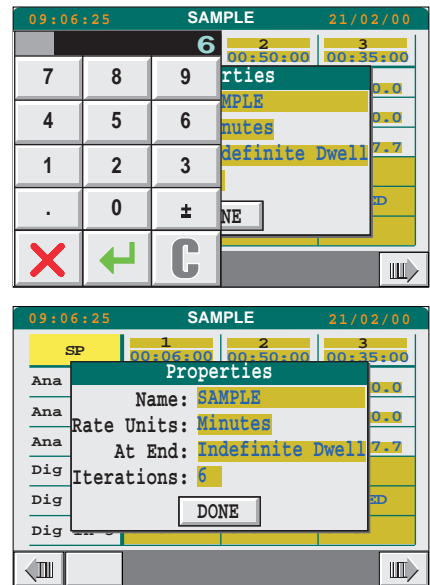 09:06:25 SAMPLE 21/02/00
6
2 3
00:50:00 00:35:00
7 8 9 rties
0.0
MPLE
4 5 6 nutes 0.0
definite Dwell 7.7
1 2 3
. 0 ± NE ED
C
09:06:25 SAMPLE 21/02/00
SP 1 2 3
00:06:00 00:50:00 00:35:00
Properties
Ana 0.0
Name: SAMPLE
Ana 0.0
Rate Units: Minutes
Ana 7.7
At End: Indefinite Dwell
Dig
Iterations: 6
Dig ED
DONE
Dig